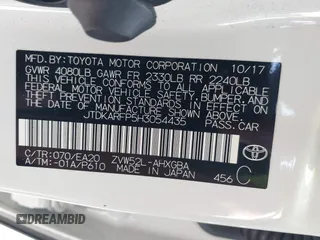 MFD.BY:TOYOTA MOTOR CORPORATION 10/17
GVWR 4080LB GAWR FR 2330LB RR 2240LB
THIS VEHICLE CONFORMS TO ALL APPLICABLE
FEDERAL MOTOR VEHICLE SAFETY, BUMPER, AND
THEFT PREVENTION STANDARDS IN EFFECT ON
THE DATE OF MANUFACTURE SHOWN ABOVE.
JTDKARFP5H3054439 PASS.CAR
C/TR:070/EA20 ZVW52L-AHXGBA
A/TM:-01A/P610 MADE IN JAPAN 456 C
TOYOTA
DREAMBID